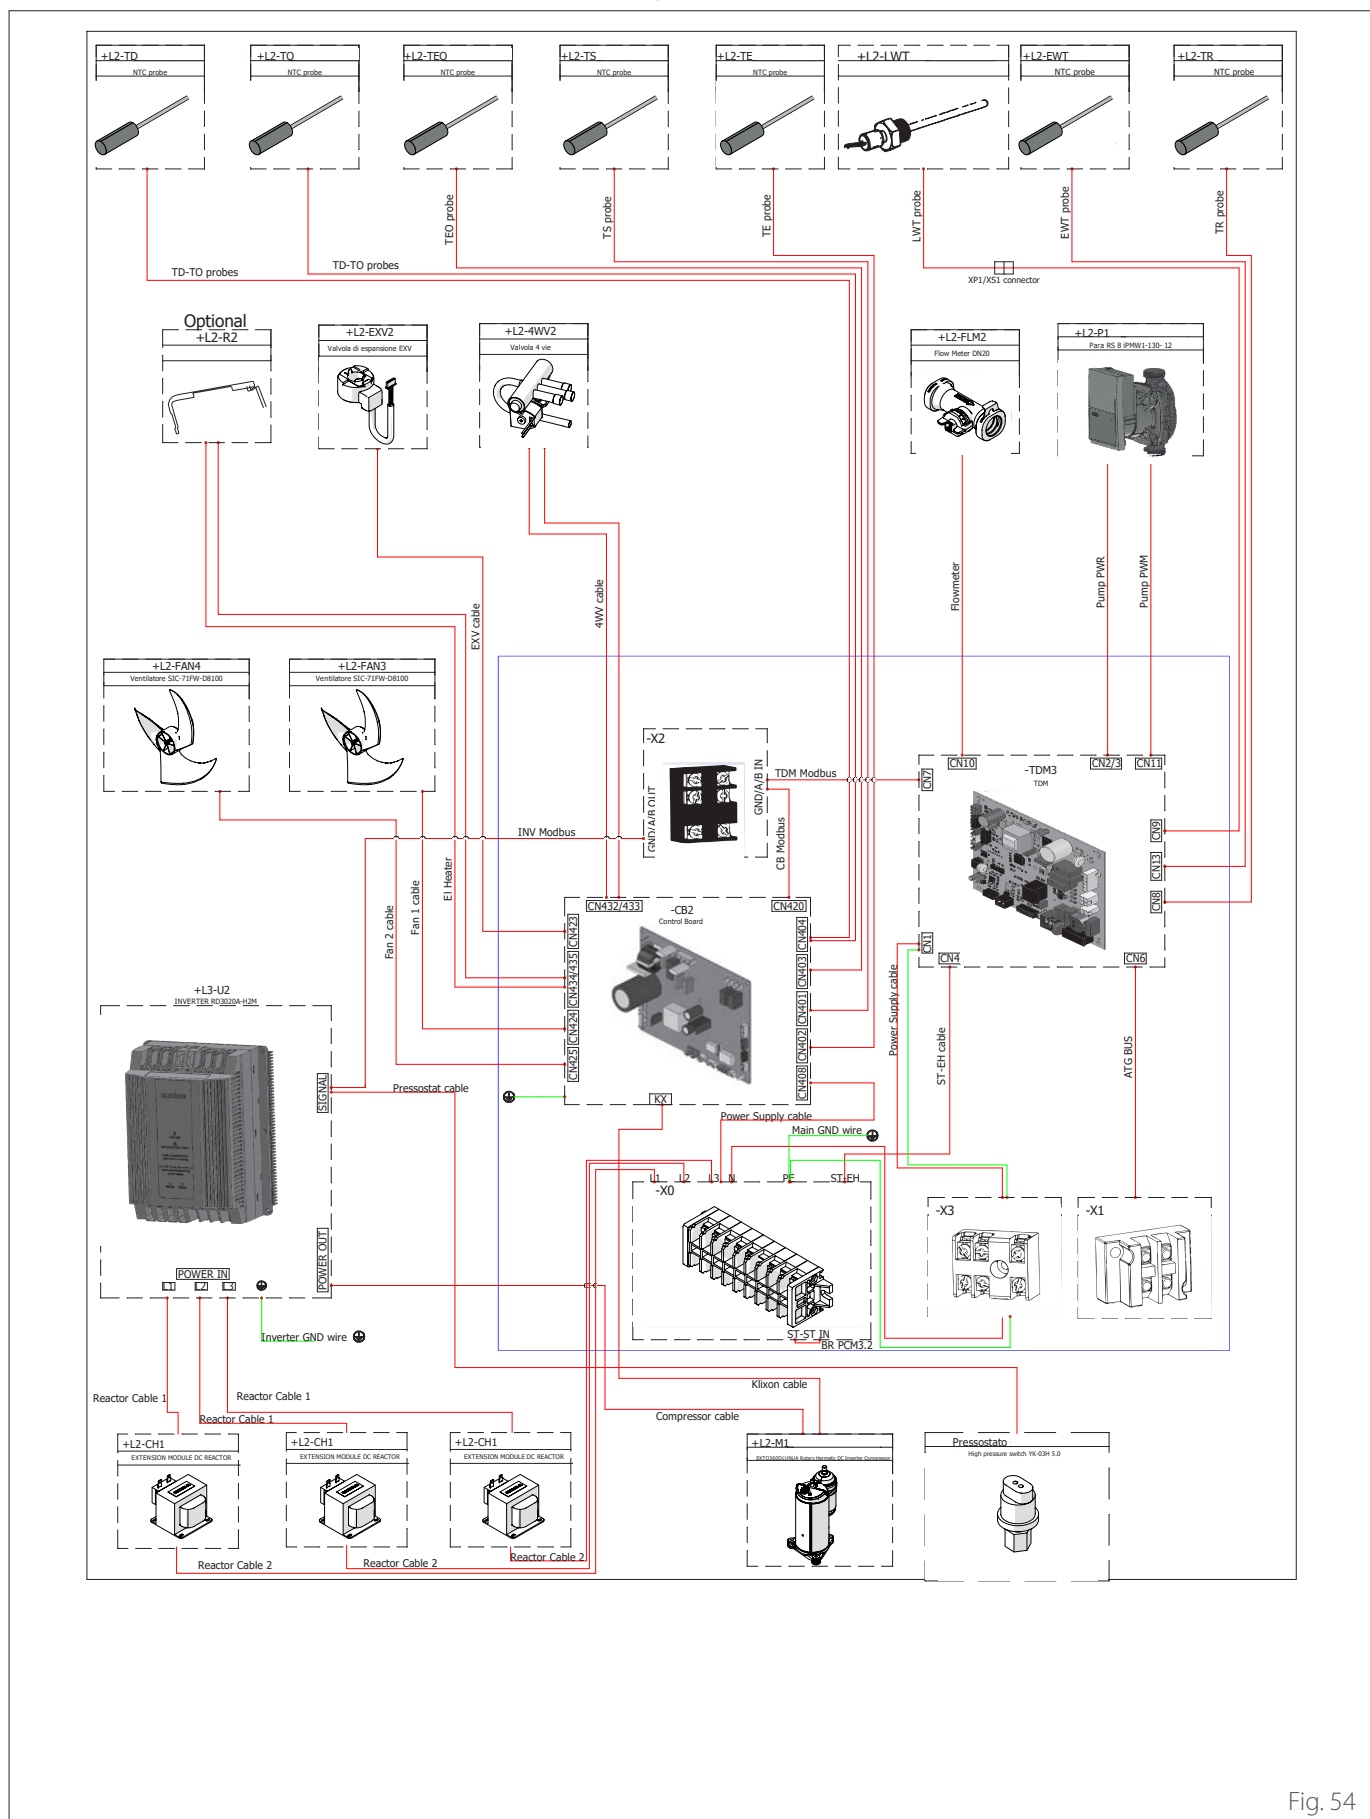 +L2-TD
NTC probe
+L2-TO
NTC probe
+L2-TEO
NTC probe
+L2-TS
NTC probe
+L2-TE
NTC probe
+L2-LWT
+L2-EWT
NTC probe
+L2-TR
NTC probe
TEO probe
TS probe
TE probe
LWT probe
EWT probe
TR probe
TD-TO probes
TD-TO probes
XP1/XS1 connector
Optional
+L2-R2
+L2-EXV2
Valvola di espansione EXV
+L2-4WV2
Valvola 4 vie
+L2-FLM2
Flow Meter DN20
+L2-P1
Para RS 8 iPMW1-130- 12
EXV cable
4WV cable
Flowmeter
Pump PWR
Pump PWM
+L2-FAN4
Ventilatore SIC-71FW-D8100
+L2-FAN3
Ventilatore SIC-71FW-D8100
-X2
GND/A/B OUT
GND/A/B IN
TDM Modbus
INV Modbus
CB Modbus
CN7
CN10
CN2/3
CN11
-TDM3
TDM
CN9
CN13
CN8
CN1
CN4
CN6
El Heater
Fan 1 cable
Fan 2 cable
CN432/433
CN420
-CB2
Control Board
CN423
CN434/435
CN424
CN425
CN404
CN403
CN401
CN402
CN408
KX
Power Supply cable
ST-EH cable
ATG BUS
+L3-U2
INVERTER RD3020A-H2M
SIGNAL
Pressostat cable
Power Supply cable
Main GND wire
L1
L2
L3
N
PE
ST-EH
-X0
-X3
-X1
POWER OUT
POWER IN
L1
L2
L3
Inverter GND wire
ST-ST IN
BR PCM3.2
Klixon cable
Compressor cable
Reactor Cable 1
Reactor Cable 1
Reactor Cable 1
+L2-CH1
EXTENSION MODULE DC REACTOR
+L2-CH1
EXTENSION MODULE DC REACTOR
+L2-CH1
EXTENSION MODULE DC REACTOR
+L2-M1
Rotary Hermetic DC Inverter Compressor
Pressostato
High pressure switch YK-03H 5.0
Reactor Cable 2
Reactor Cable 2
Reactor Cable 2
Fig. 54